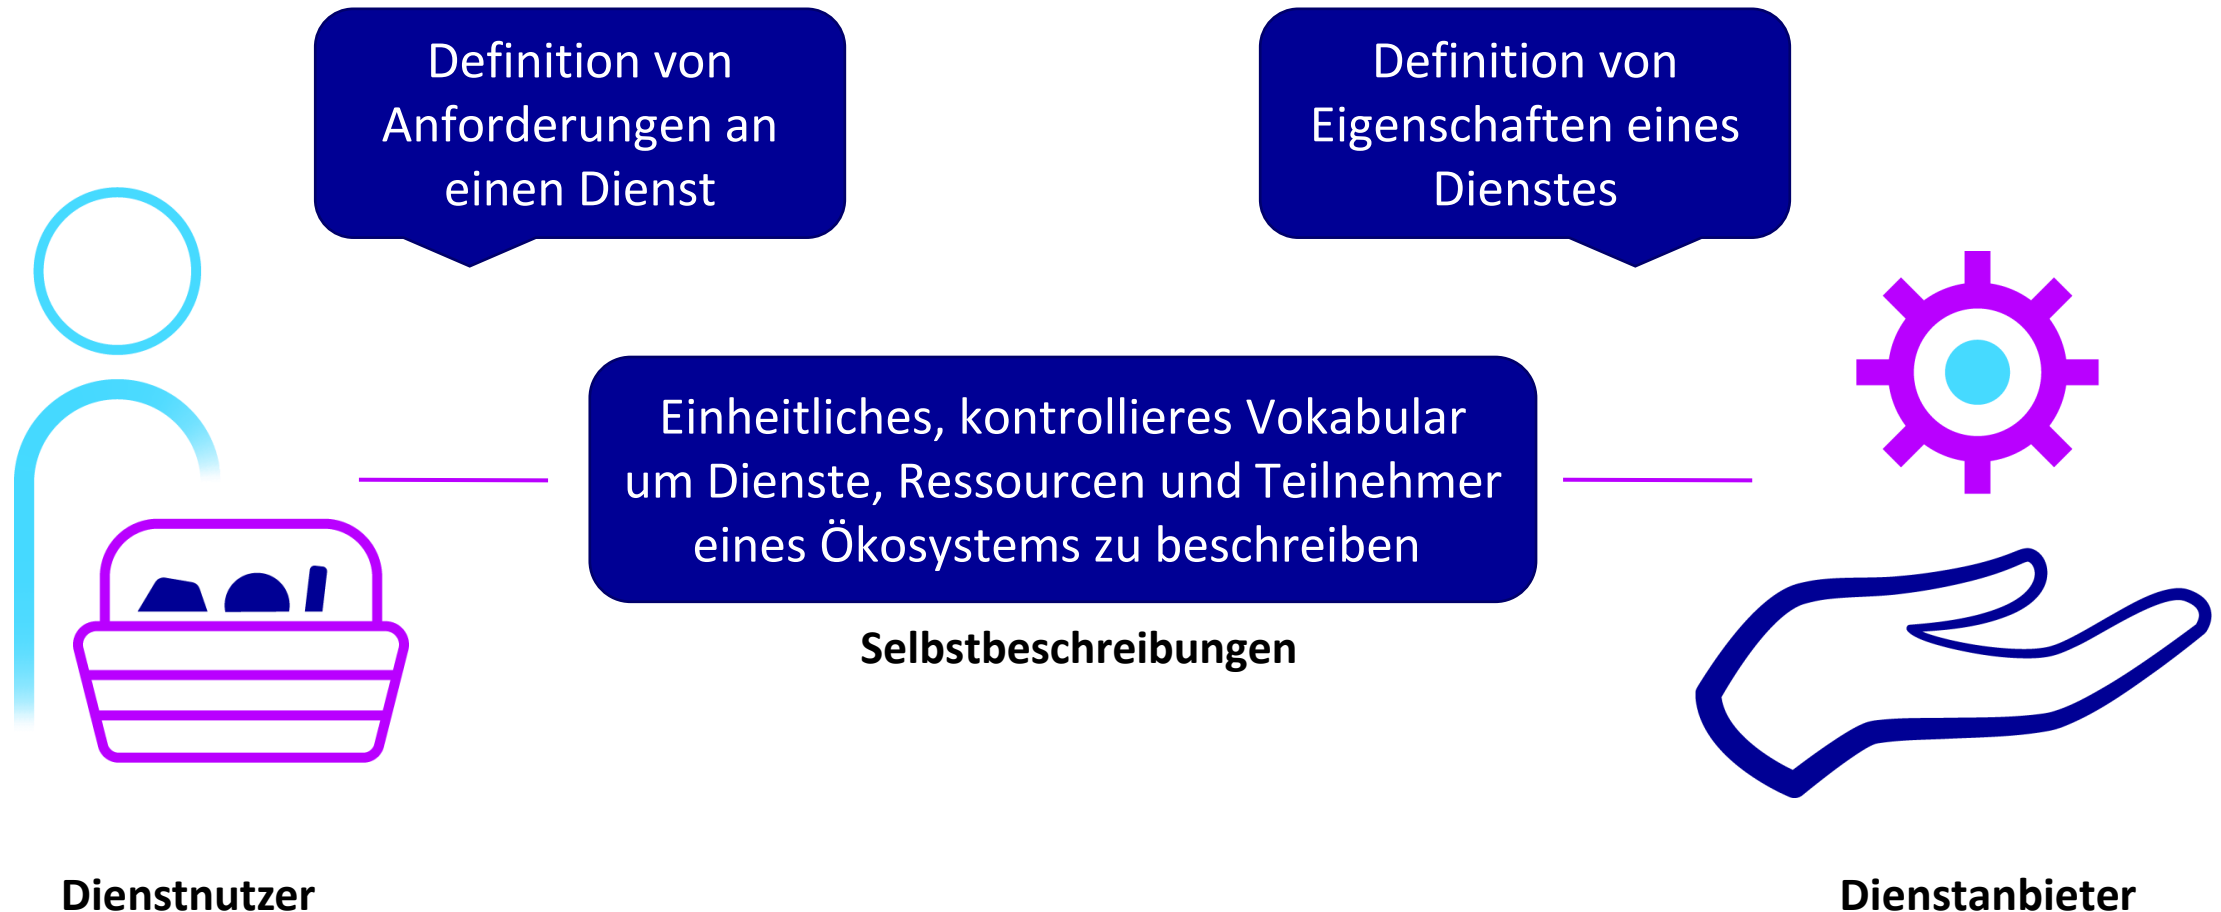 Definition von
Anforderungen an
einen Dienst
Definition von
Eigenschaften eines
Dienstes
Einheitliches, kontrollieres Vokabular
um Dienste, Ressourcen und Teilnehmer
eines Ökosystems zu beschreiben
Selbstbeschreibungen
Dienstnutzer
Dienstanbieter